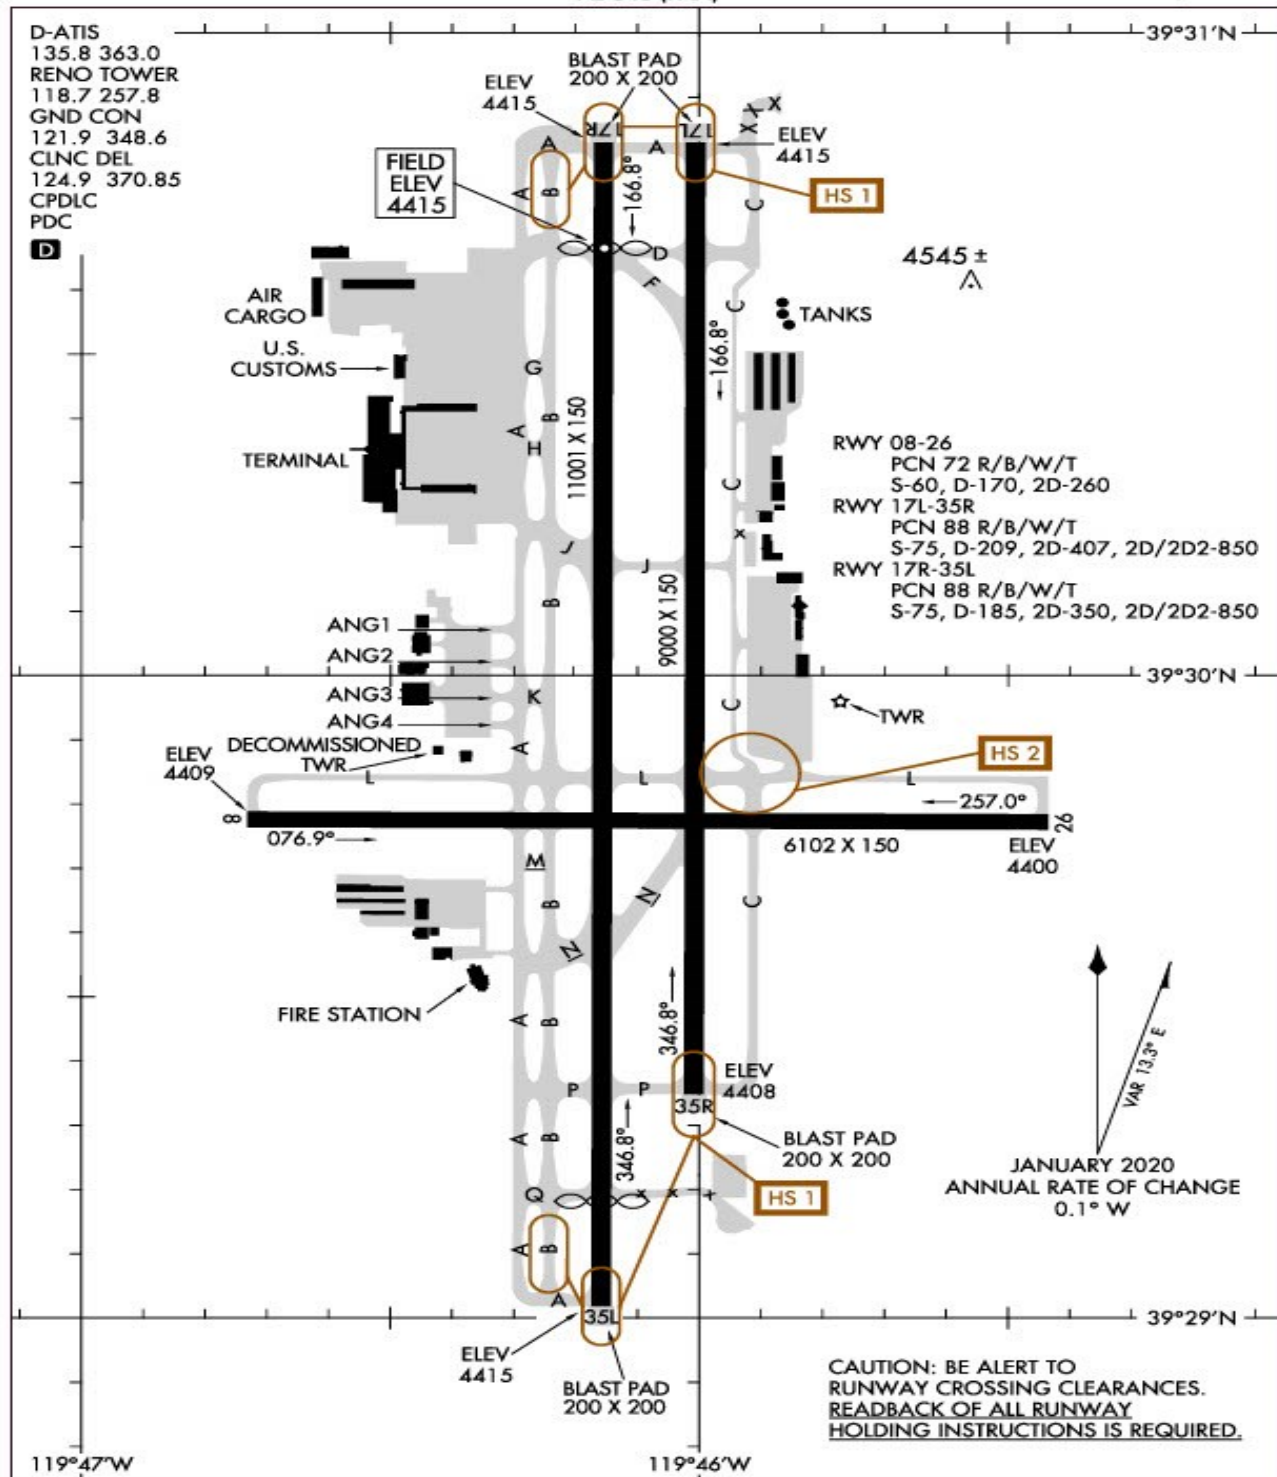 D-ATIS
135.8 363.0
RENO TOWER
118.7 257.8
GND CON
121.9 348.6
CLNC DEL
124.9 370.85
CPDLC
PDC
D
39°31'N
BLAST PAD
200 X 200
ELEV
4415
17R
17L
ELEV
4415
A
A
X X X
FIELD
ELEV
4415
A
B
166.8°
HS 1
C
D
F
4545 ±
AIR
CARGO
C
TANKS
U.S.
CUSTOMS
G
166.8°
A
B
H
TERMINAL
11001 X 150
C
RWY 08-26
PCN 72 R/B/W/T
S-60, D-170, 2D-260
RWY 17L-35R
PCN 88 R/B/W/T
S-75, D-209, 2D-407, 2D/2D2-850
RWY 17R-35L
PCN 88 R/B/W/T
S-75, D-185, 2D-350, 2D/2D2-850
X
J
J
B
9000 X 150
ANG1
ANG2
39°30'N
ANG3
K
C
TWR
ANG4
DECOMMISSIONED
TWR
A
HS 2
ELEV
4409
L
L
L
257.0°
8
26
076.9°
6102 X 150
ELEV
4400
M
B
N
C
N
FIRE STATION
A
B
346.8°
VAR 13.3° E
P
P
ELEV
4408
35R
A
B
346.8°
BLAST PAD
200 X 200
JANUARY 2020
ANNUAL RATE OF CHANGE
0.1° W
Q
X X X
HS 1
A
B
A
35L
39°29'N
ELEV
4415
BLAST PAD
200 X 200
CAUTION: BE ALERT TO
RUNWAY CROSSING CLEARANCES.
READBACK OF ALL RUNWAY
HOLDING INSTRUCTIONS IS REQUIRED.
119°47'W
119°46'W